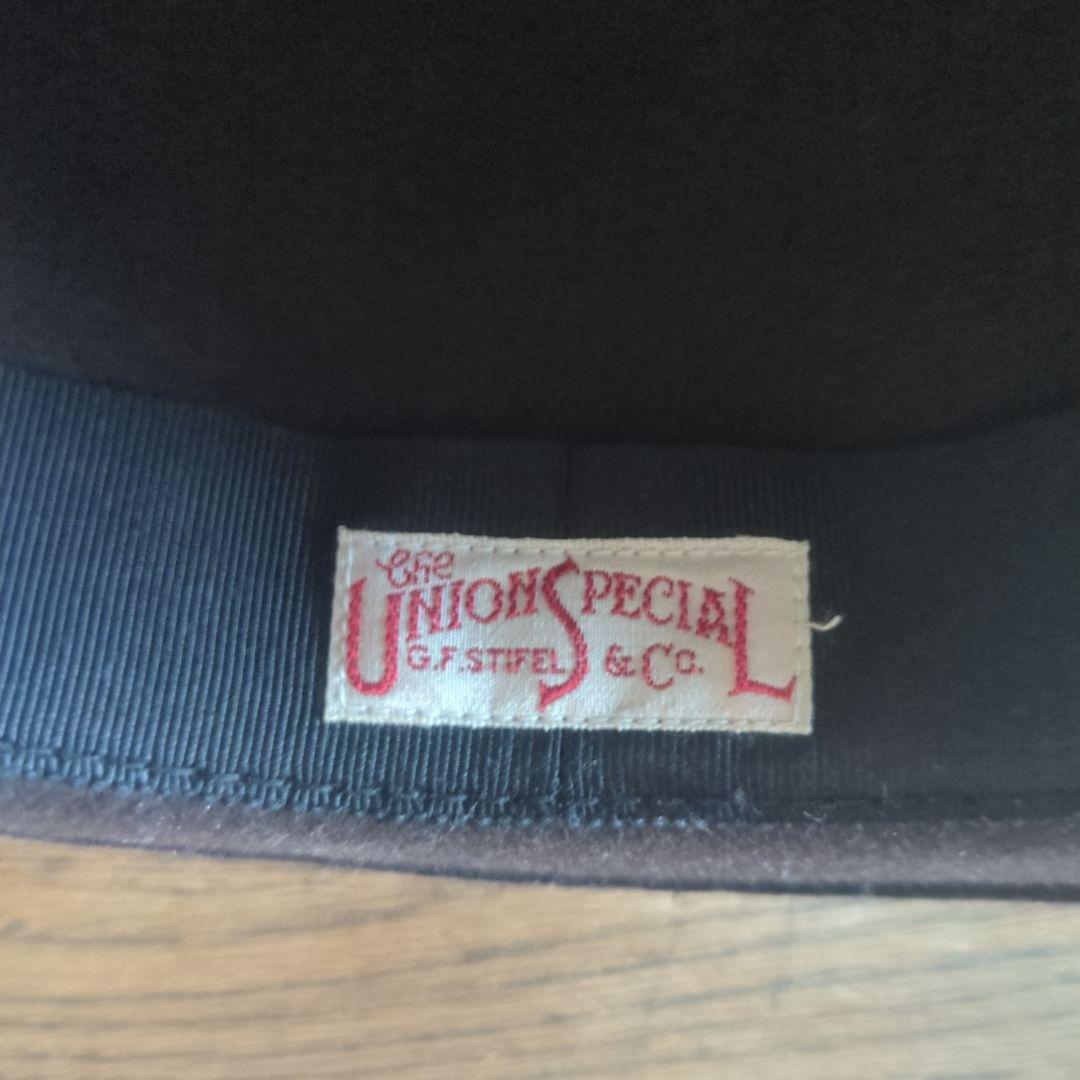 The
UNION SPECIAL
G.F. STIFEL & Co.